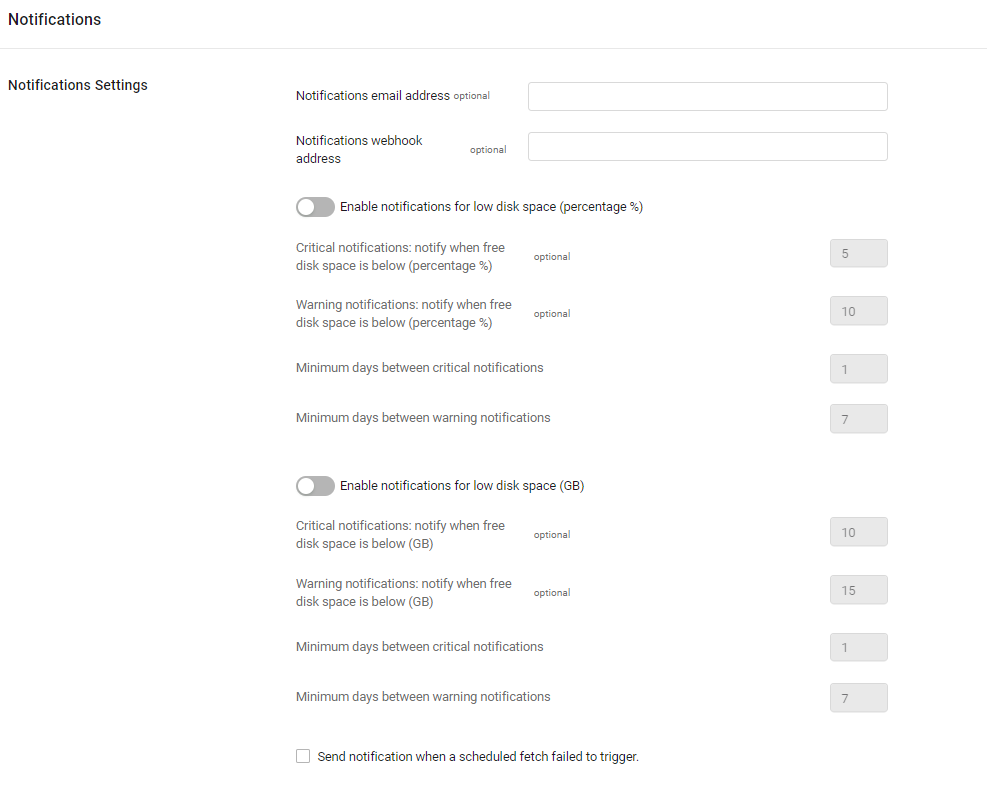 Notifications
Notifications Settings
Notifications email address optional
Notifications webhook
address
optional
Enable notifications for low disk space (percentage %)
Critical notifications: notify when free
disk space is below (percentage %)
optional
5
Warning notifications: notify when free
disk space is below (percentage %)
optional
10
Minimum days between critical notifications
1
Minimum days between warning notifications
7
Enable notifications for low disk space (GB)
Critical notifications: notify when free
disk space is below (GB)
optional
10
Warning notifications: notify when free
disk space is below (GB)
optional
15
Minimum days between critical notifications
1
Minimum days between warning notifications
7
Send notification when a scheduled fetch failed to trigger.